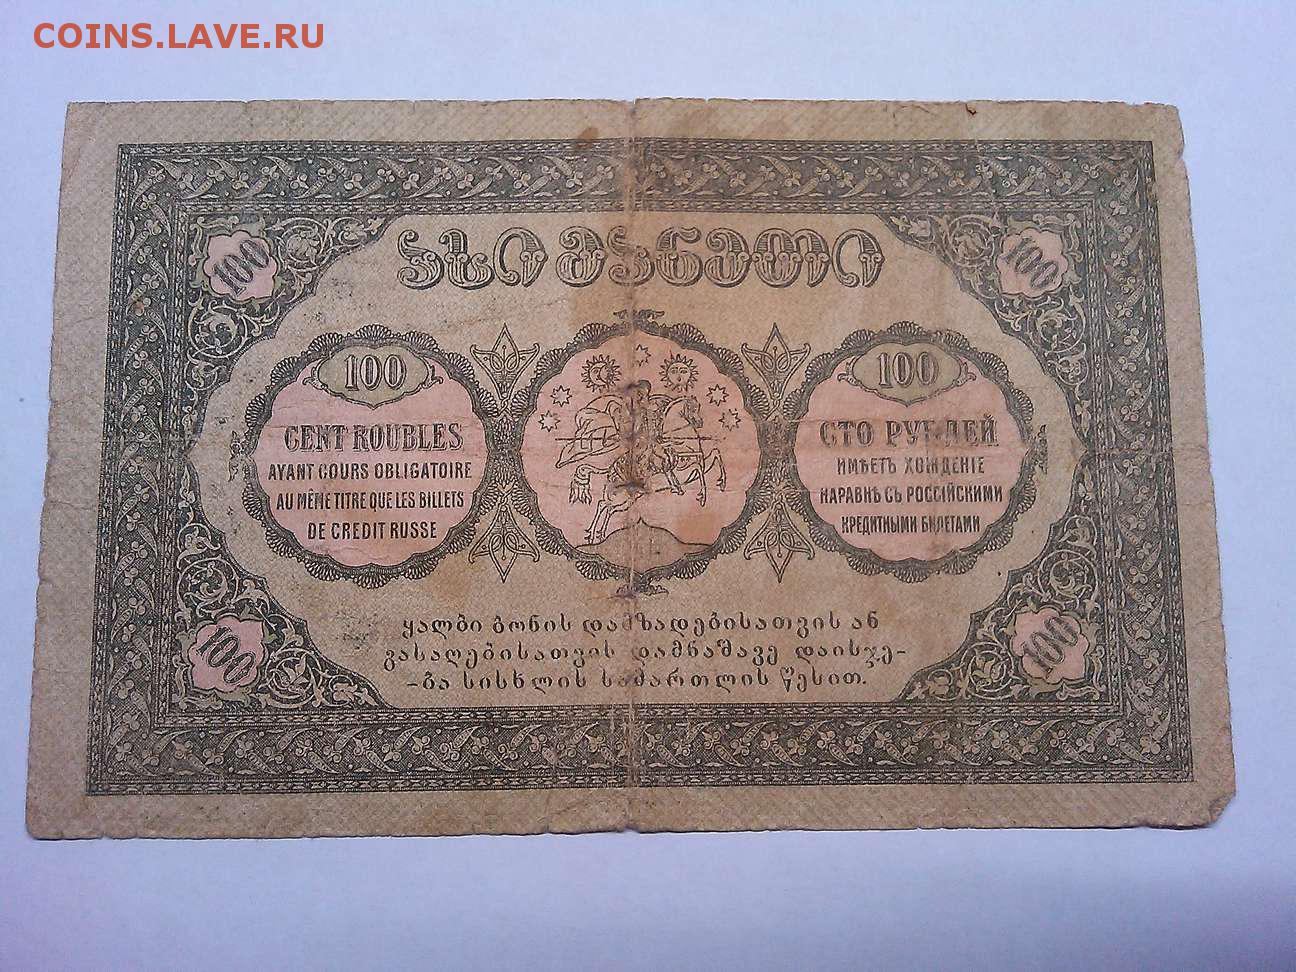 COINS.LAVE.RU
ასი მანეთი
100
100
100
CENT ROUBLES
AYANT COURS OBLIGATOIRE
AU MÊME TITRE QUE LES BILLETS
DE CREDIT RUSSE
100
СТО РУБЛЕЙ
ИМѢЕТЪ ХОЖДЕНІЕ
НАРАВНѢ СЪ РОССІЙСКИМИ
КРЕДИТНЫМИ БИЛЕТАМИ
ყალბი ბონის დამზადებისათვის ან
გასაღებისათვის დამნაშავე დაისჯე-
-ბა სისხლის სამართლის წესით.
100
100